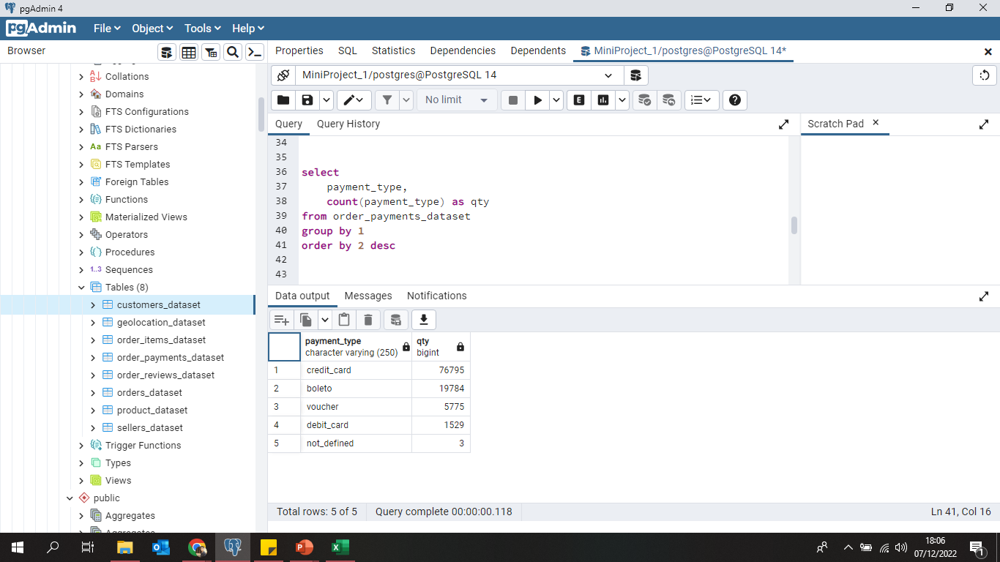 pgAdmin 4
pgAdmin File Object Tools Help
Browser
Properties SQL Statistics Dependencies Dependents MiniProject_1/postgres@PostgreSQL 14*
Collations
Domains
FTS Configurations
FTS Dictionaries
Aa FTS Parsers
FTS Templates
Foreign Tables
Functions
Materialized Views
Operators
Procedures
1..3 Sequences
Tables (8)
customers_dataset
geolocation_dataset
order_items_dataset
order_payments_dataset
order_reviews_dataset
orders_dataset
product_dataset
sellers_dataset
Trigger Functions
Types
Views
public
Aggregates
MiniProject_1/postgres@PostgreSQL 14
No limit
E
Query Query History
Scratch Pad
34
35
36 select
37 payment_type,
38 count(payment_type) as qty
39 from order_payments_dataset
40 group by 1
41 order by 2 desc
42
43
Data output Messages Notifications
payment_type qty
character varying (250) bigint
1 credit_card 76795
2 boleto 19784
3 voucher 5775
4 debit_card 1529
5 not_defined 3
Total rows: 5 of 5 Query complete 00:00:00.118 Ln 41, Col 16
18:06
07/12/2022
1